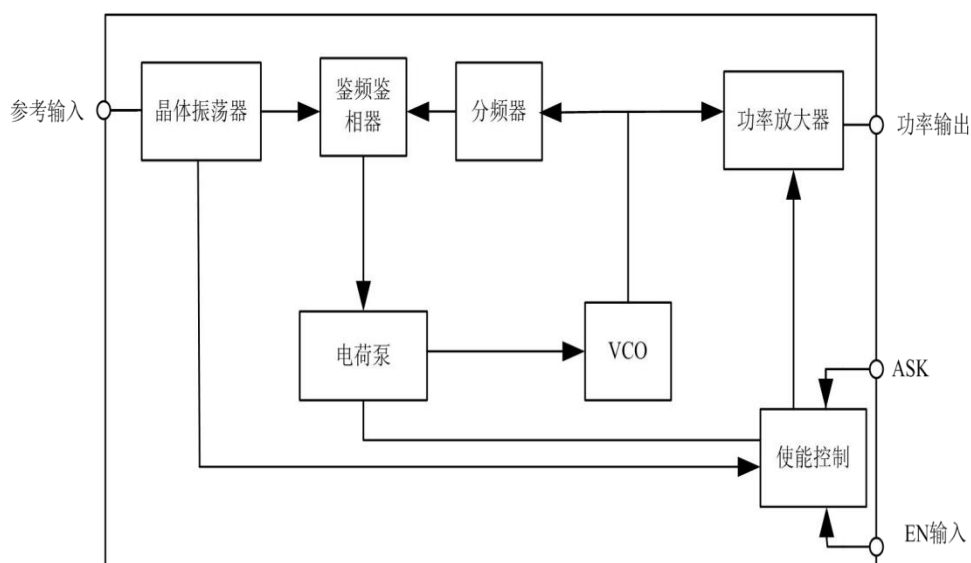 参考输入
晶体振荡器
鉴频鉴
相器
分频器
功率放大器
功率输出
电荷泵
VCO
ASK
使能控制
EN输入